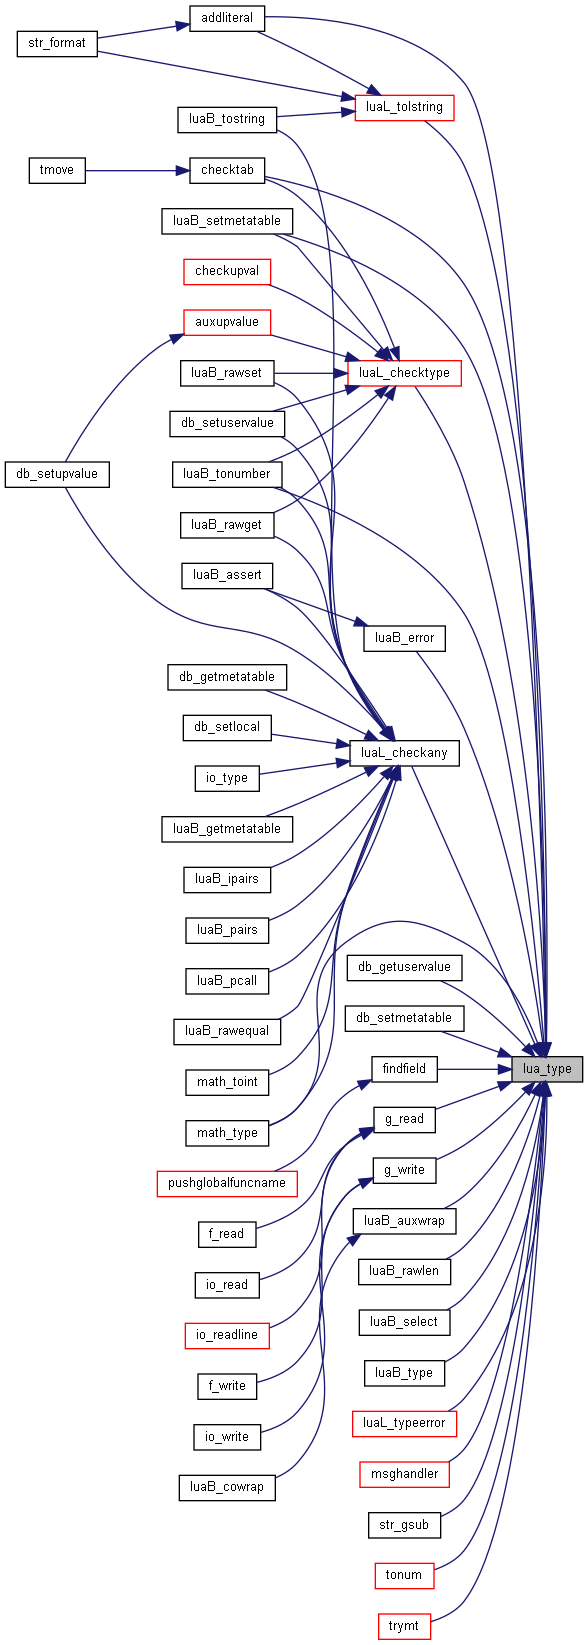 addliteral
str_format
luaL_tolstring
luaB_tostring
tmove
checktab
luaB_setmetatable
checkupval
auxupvalue
luaB_rawset
luaL_checktype
db_setuservalue
db_setupvalue
luaB_tonumber
luaB_rawget
luaB_assert
luaB_error
db_getmetatable
db_setlocal
luaL_checkany
io_type
luaB_getmetatable
luaB_ipairs
luaB_pairs
db_getuservalue
luaB_pcall
db_setmetatable
luaB_rawequal
findfield
lua_type
math_toint
g_read
math_type
g_write
pushglobalfuncname
luaB_auxwrap
f_read
luaB_rawlen
io_read
luaB_select
io_readline
luaB_type
f_write
luaL_typeerror
io_write
msghandler
luaB_cowrap
str_gsub
tonum
trymt